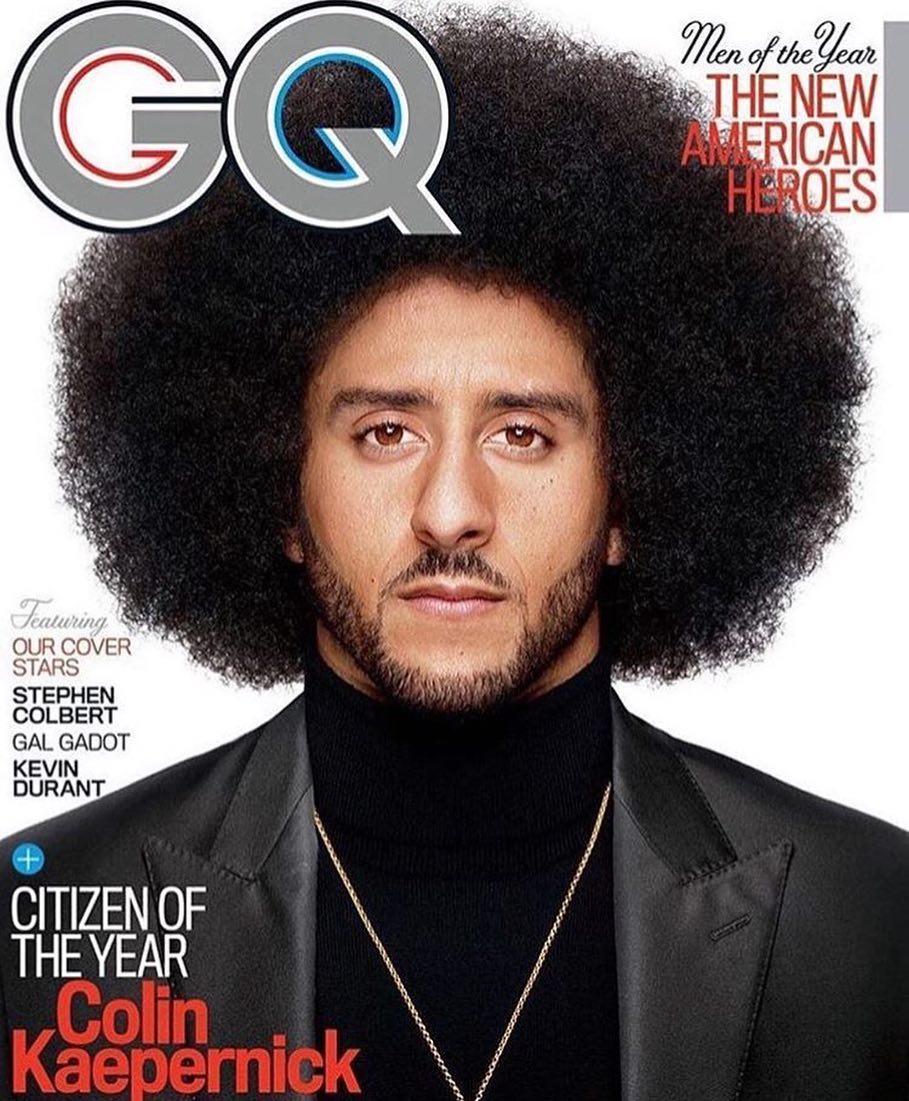 GQ
Men of the Year
THE NEW
AMERICAN
HEROES
Featuring
OUR COVER
STARS
STEPHEN
COLBERT
GAL GADOT
KEVIN
DURANT
+
CITIZEN OF
THE YEAR
Colin
Kaepernick